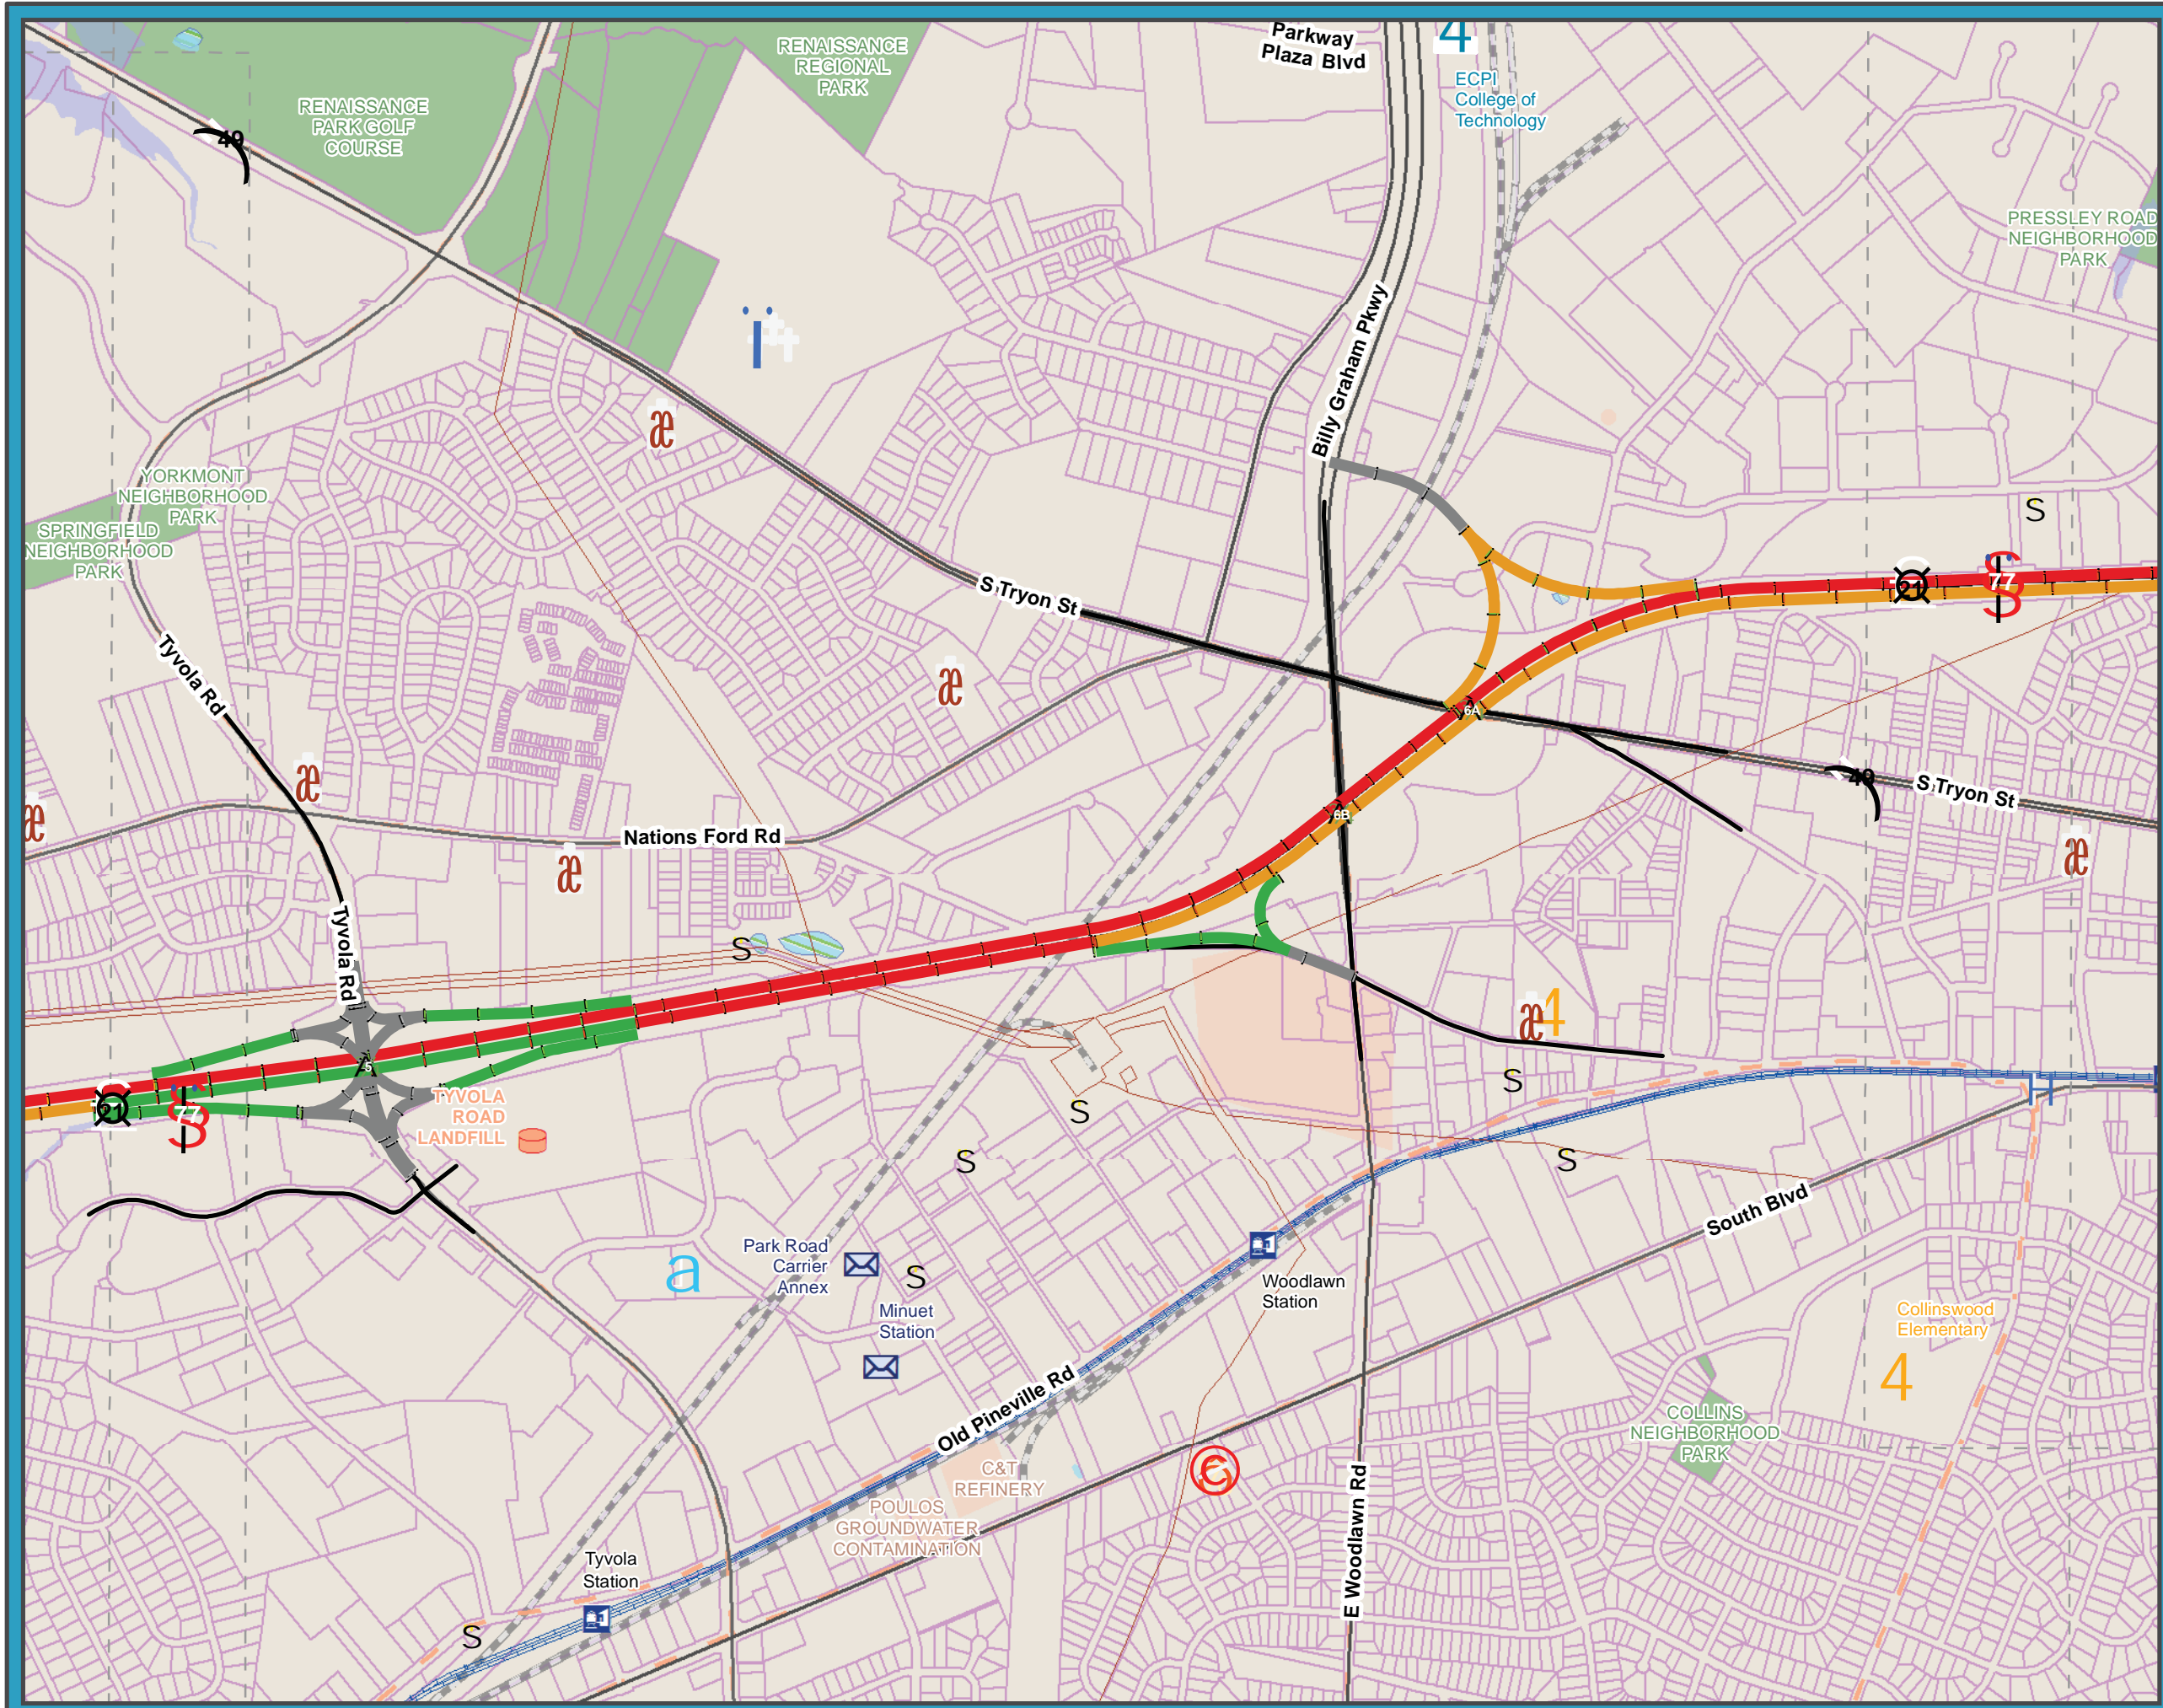 Parkway
Plaza Blvd
4
ECPI
College of
Technology
RENAISSANCE
REGIONAL
PARK
RENAISSANCE
PARK GOLF
COURSE
49
PRESSLEY ROAD
NEIGHBORHOOD
PARK
Billy Graham Pkwy
æ
YORKMONT
NEIGHBORHOOD
PARK
SPRINGFIELD
NEIGHBORHOOD
PARK
S
S Tryon St
21
77
Tyvola Rd
æ
6A
æ
49
S Tryon St
æ
6B
Nations Ford Rd
æ
æ
Tyvola Rd
S
æ
4
5
21
77
TYVOLA
ROAD
LANDFILL
S
S
S
S
South Blvd
Park Road
Carrier
Annex
a
S
Minuet
Station
Woodlawn
Station
Collinswood
Elementary
4
Old Pineville Rd
COLLINS
NEIGHBORHOOD
PARK
C&T
REFINERY
POULOS
GROUNDWATER
CONTAMINATION
E Woodlawn Rd
Tyvola
Station
S